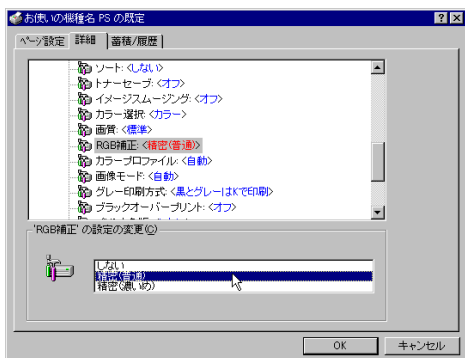 お使いの機種名 PS の既定
ページ設定 詳細 蓄積/履歴
ソート: <しない>
トナーセーブ: <オフ>
イメージスムージング: <オフ>
カラー選択: <カラー>
画質: <標準>
RGB補正: <精密(普通)>
カラープロファイル: <自動>
画像モード: <自動>
グレー印刷方式: <黒とグレーはKで印刷>
ブラックオーバープリント: <オフ>
'RGB補正' の設定の変更(C)
しない
精密(普通)
精密(濃いめ)
OK キャンセル